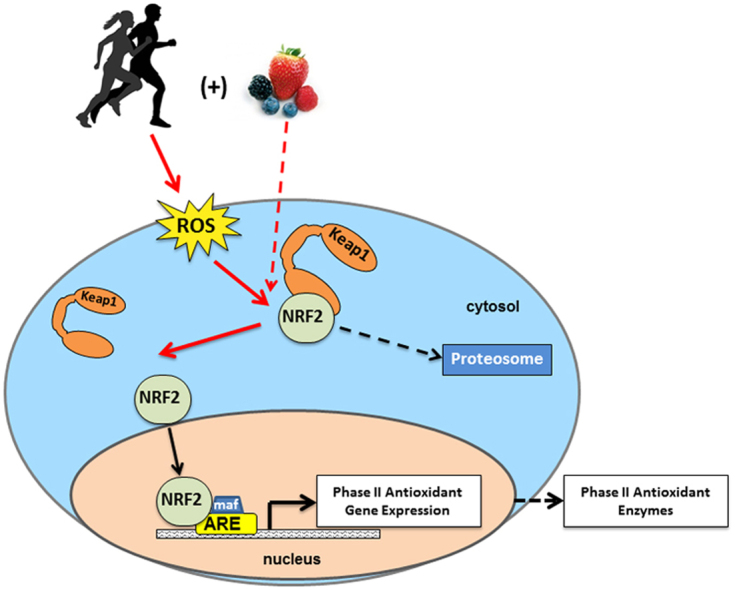 (+)
ROS
Keap1
Keap1
NRF2
cytosol
Proteosome
NRF2
NRF2
maf
ARE
Phase II Antioxidant
Gene Expression
Phase II Antioxidant
Enzymes
nucleus